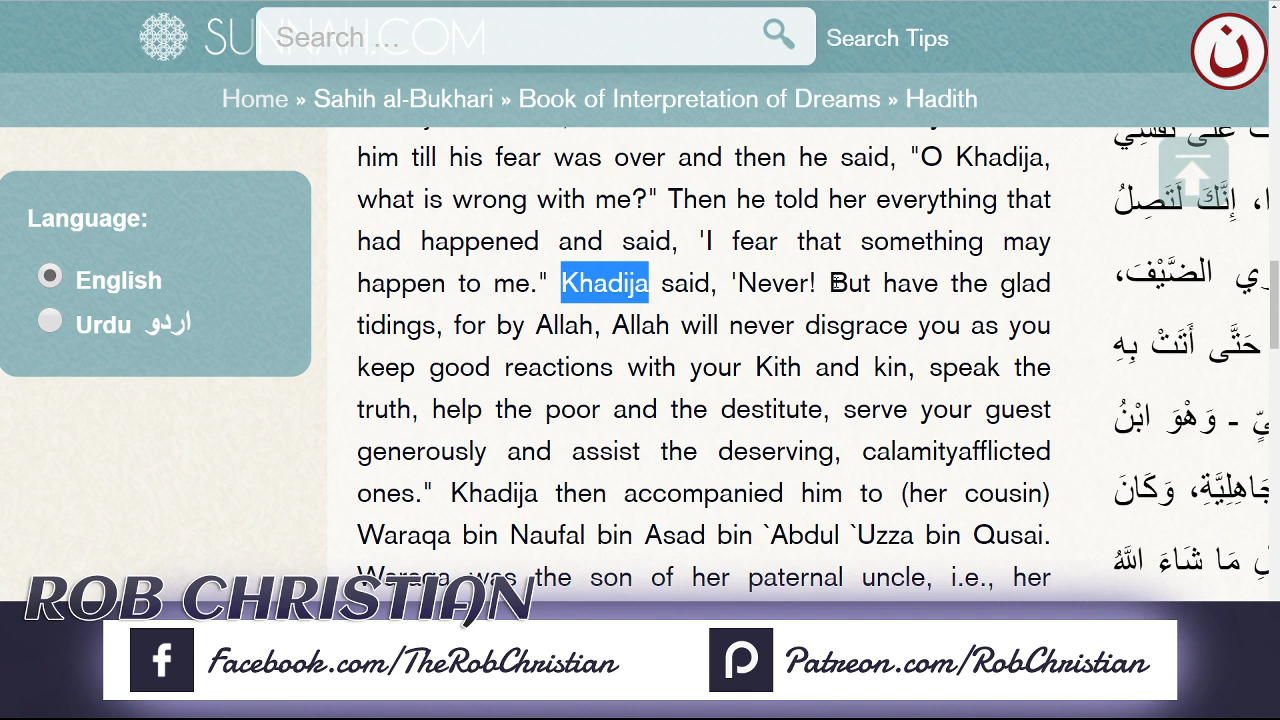 SUNNAH.COM
Search ...
Search Tips
ن
Home » Sahih al-Bukhari » Book of Interpretation of Dreams » Hadith
Language:
English
Urdu اردو
him till his fear was over and then he said, "O Khadija,
what is wrong with me?" Then he told her everything that
had happened and said, 'I fear that something may
happen to me." Khadija said, 'Never! But have the glad
tidings, for by Allah, Allah will never disgrace you as you
keep good reactions with your Kith and kin, speak the
truth, help the poor and the destitute, serve your guest
generously and assist the deserving, calamityafflicted
ones." Khadija then accompanied him to (her cousin)
Waraqa bin Naufal bin Asad bin `Abdul `Uzza bin Qusai.
Waraqa was the son of her paternal uncle, i.e., her
عَلَى نَفْسِي
إِنَّكَ لَتَصِلُ
الضَّيْفَ،
حَتَّى أَتَتْ بِهِ
ـ وَهْوَ ابْنُ
وَكَانَ
مَا شَاءَ اللَّهُ
ROB CHRISTIAN
Facebook.com/TheRobChristian
Patreon.com/RobChristian